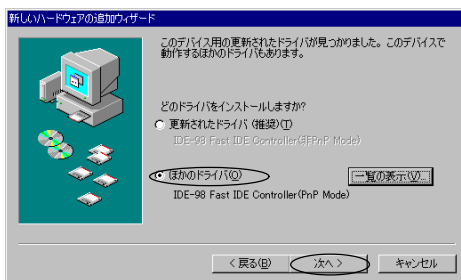 新しいハードウェアの追加ウィザード
このデバイス用の更新されたドライバが見つかりました。このデバイスで
動作するほかのドライバもあります。
どのドライバをインストールしますか?
更新されたドライバ (推奨)(T)
IDE-98 Fast IDE Controller(非PnP Mode)
ほかのドライバ(O)
一覧の表示(V)...
IDE-98 Fast IDE Controller(PnP Mode)
< 戻る(B)
次へ >
キャンセル